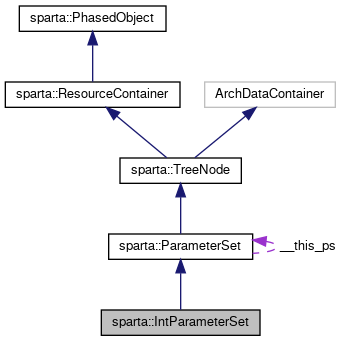 sparta::PhasedObject
sparta::ResourceContainer
ArchDataContainer
sparta::TreeNode
sparta::ParameterSet
__this_ps
sparta::IntParameterSet